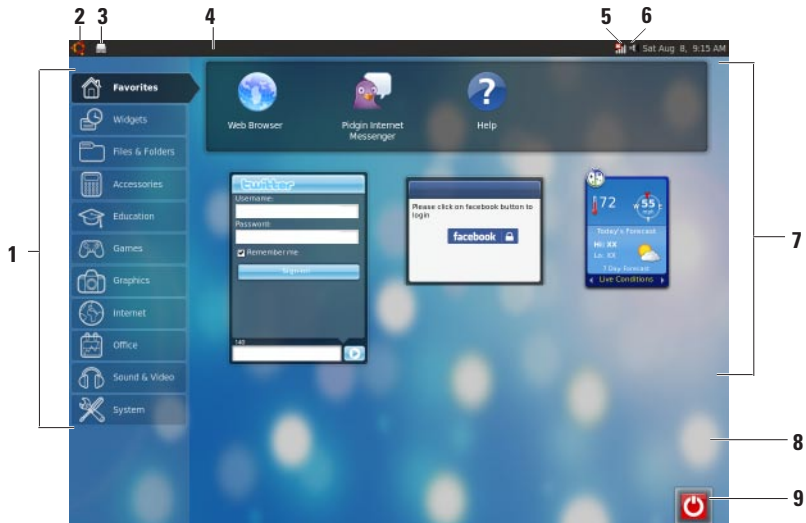 2 3 4 5 6
Sat Aug 8, 9:15 AM
1
Favorites
Widgets
Files & Folders
Accessories
Education
Games
Graphics
Internet
Office
Sound & Video
System
Web Browser
Pidgin Internet
Messenger
Help
twitter
Username:
Password:
Remember me
Sign-on
140
Please click on facebook button to
login
facebook
72
55
Today's Forecast
Hi: XX
Lo: XX
7 Day Forecast
Live Conditions
7
8
9